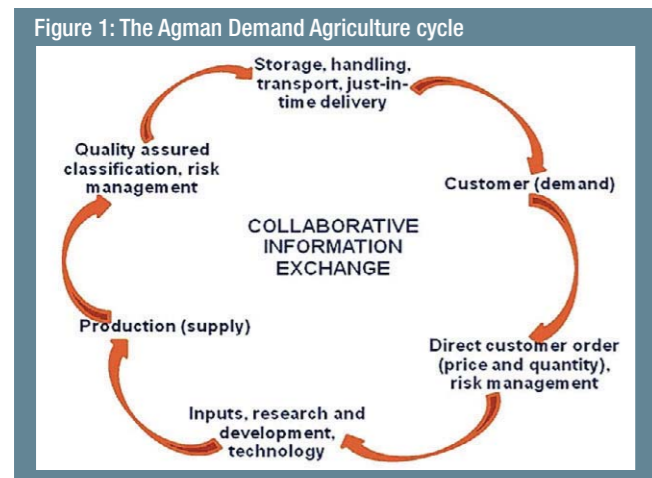 Figure 1: The Agman Demand Agriculture cycle
Storage, handling,
transport, just-in-
time delivery
Quality assured
classification, risk
management
Customer (demand)
COLLABORATIVE
INFORMATION
EXCHANGE
Production (supply)
Direct customer order
(price and quantity),
risk management
Inputs, research and
development,
technology